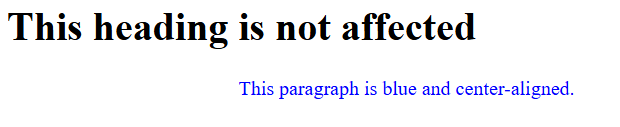 This heading is not affected
This paragraph is blue and center-aligned.